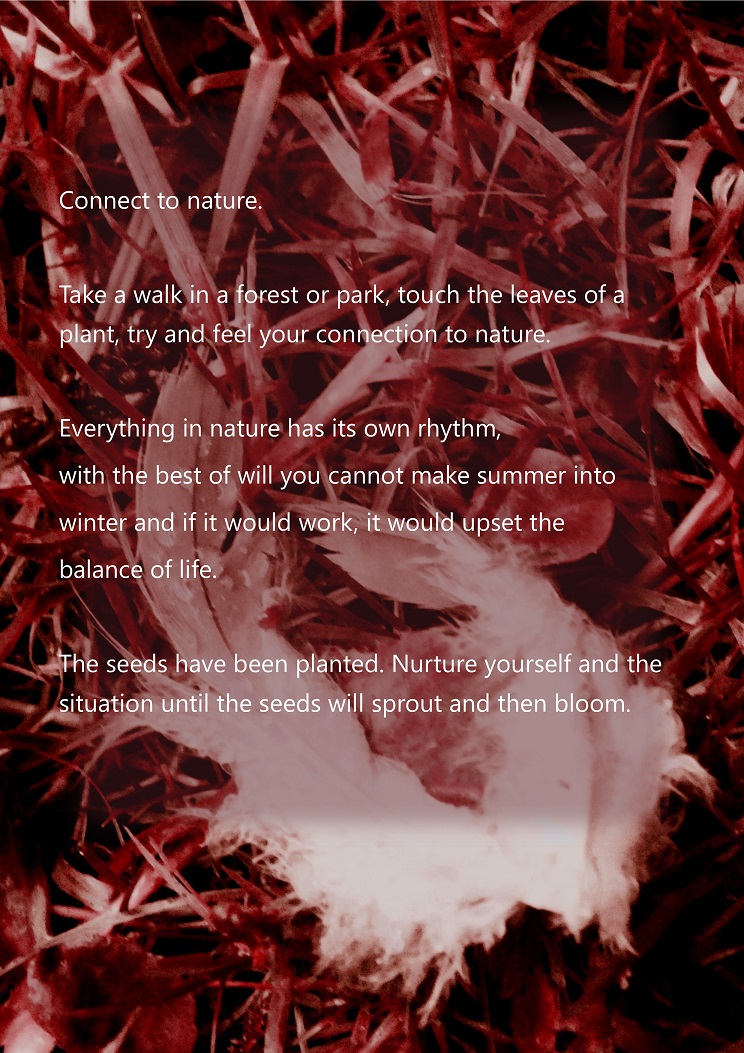 Connect to nature.
Take a walk in a forest or park, touch the leaves of a
plant, try and feel your connection to nature.
Everything in nature has its own rhythm,
with the best of will you cannot make summer into
winter and if it would work, it would upset the
balance of life.
The seeds have been planted. Nurture yourself and the
situation until the seeds will sprout and then bloom.